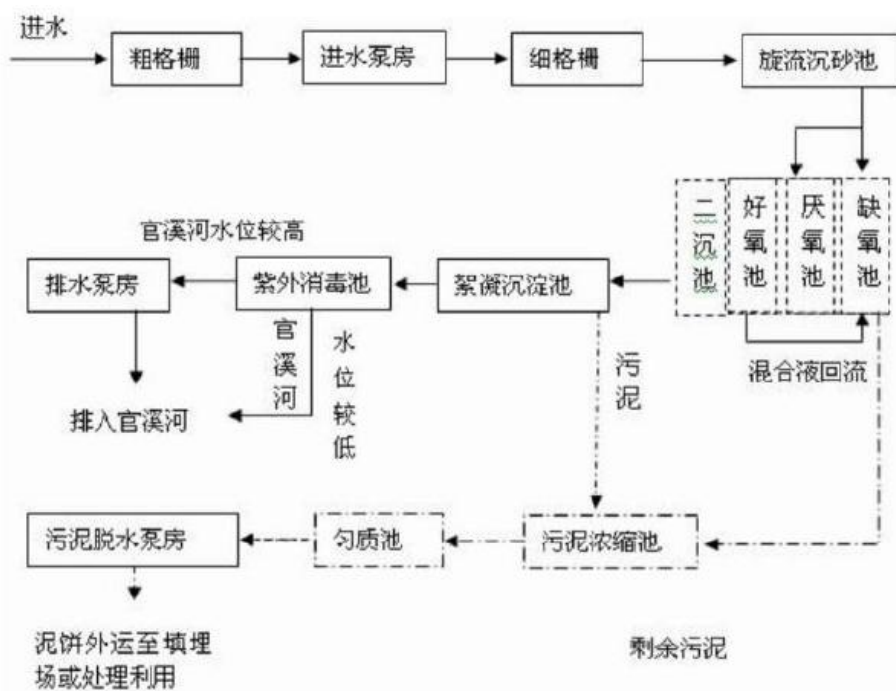 进水
粗格栅
进水泵房
细格栅
旋流沉砂池
二沉池
好氧池
厌氧池
缺氧池
混合液回流
官溪河水位较高
排水泵房
紫外消毒池
絮凝沉淀池
官溪河
水位较低
污泥
排入官溪河
污泥脱水泵房
匀质池
污泥浓缩池
泥饼外运至填埋
场或处理利用
剩余污泥